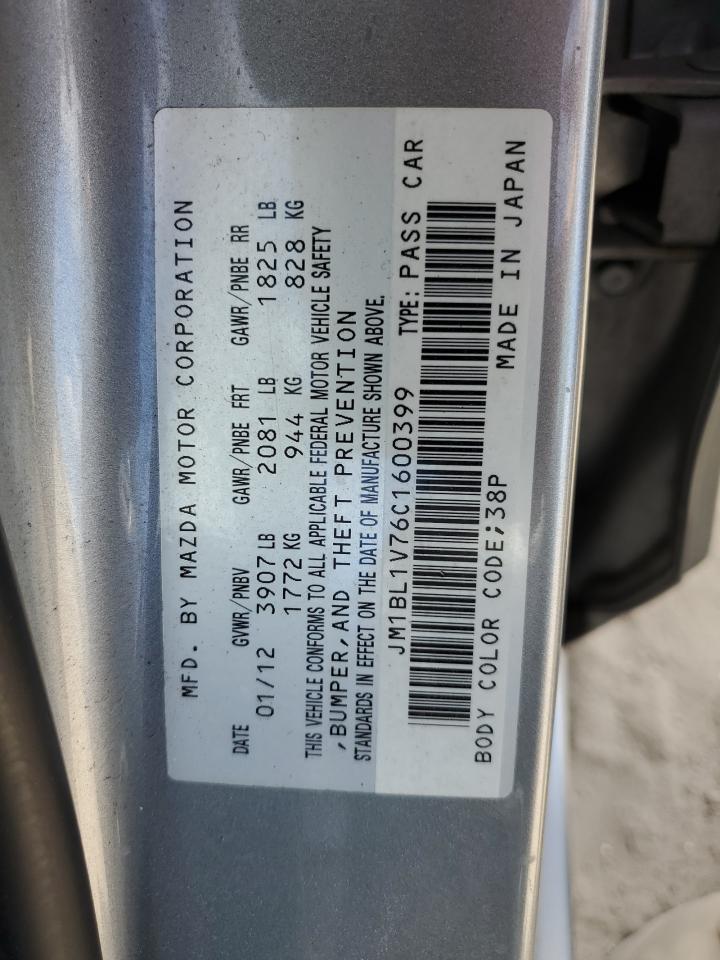 MFD. BY MAZDA MOTOR CORPORATION
DATE GVWR/PNBV GAWR/PNBE FRT GAWR/PNBE RR
01/12 3907 LB 2081 LB 1825 LB
1772 KG 944 KG 828 KG
THIS VEHICLE CONFORMS TO ALL APPLICABLE FEDERAL MOTOR VEHICLE SAFETY
,BUMPER, AND THEFT PREVENTION
STANDARDS IN EFFECT ON THE DATE OF MANUFACTURE SHOWN ABOVE.
JM1BL1V76C1600399 TYPE: PASS CAR
BODY COLOR CODE;38P MADE IN JAPAN